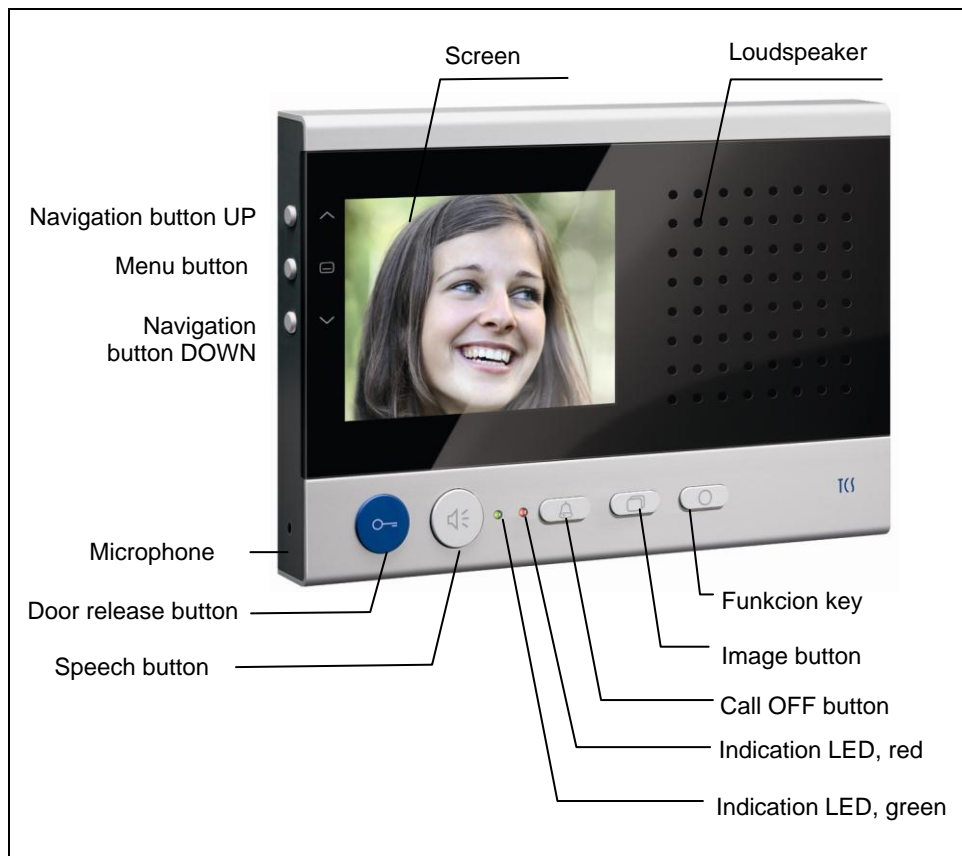 Screen
Loudspeaker
Navigation button UP
Menu button
Navigation
button DOWN
TCS
Microphone
Door release button
Funkcion key
Speech button
Image button
Call OFF button
Indication LED, red
Indication LED, green